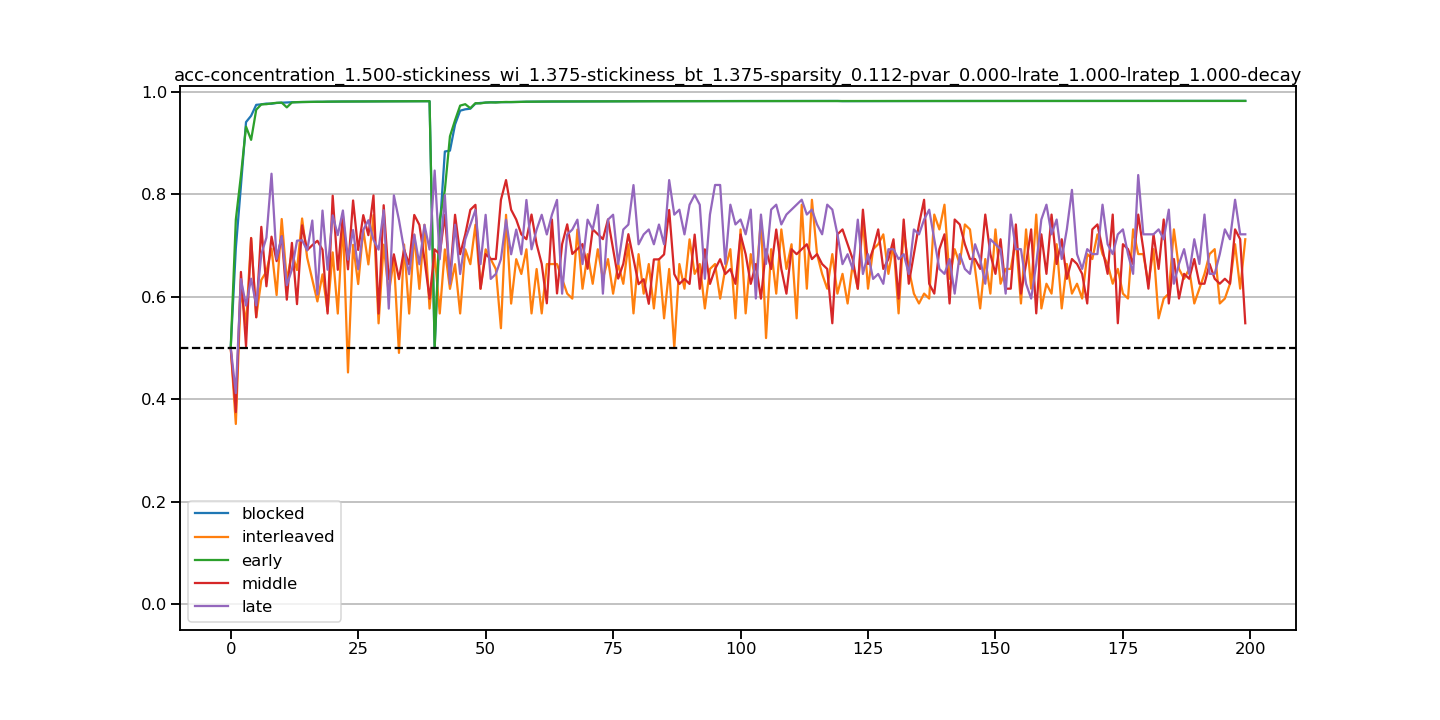 acc-concentration_1.500-stickiness_wi_1.375-stickiness_bt_1.375-sparsity_0.112-pvar_0.000-lrate_1.000-lratep_1.000-decay
1.0
0.8
0.6
0.4
0.2
0.0
blocked
interleaved
early
middle
late
0 25 50 75 100 125 150 175 200